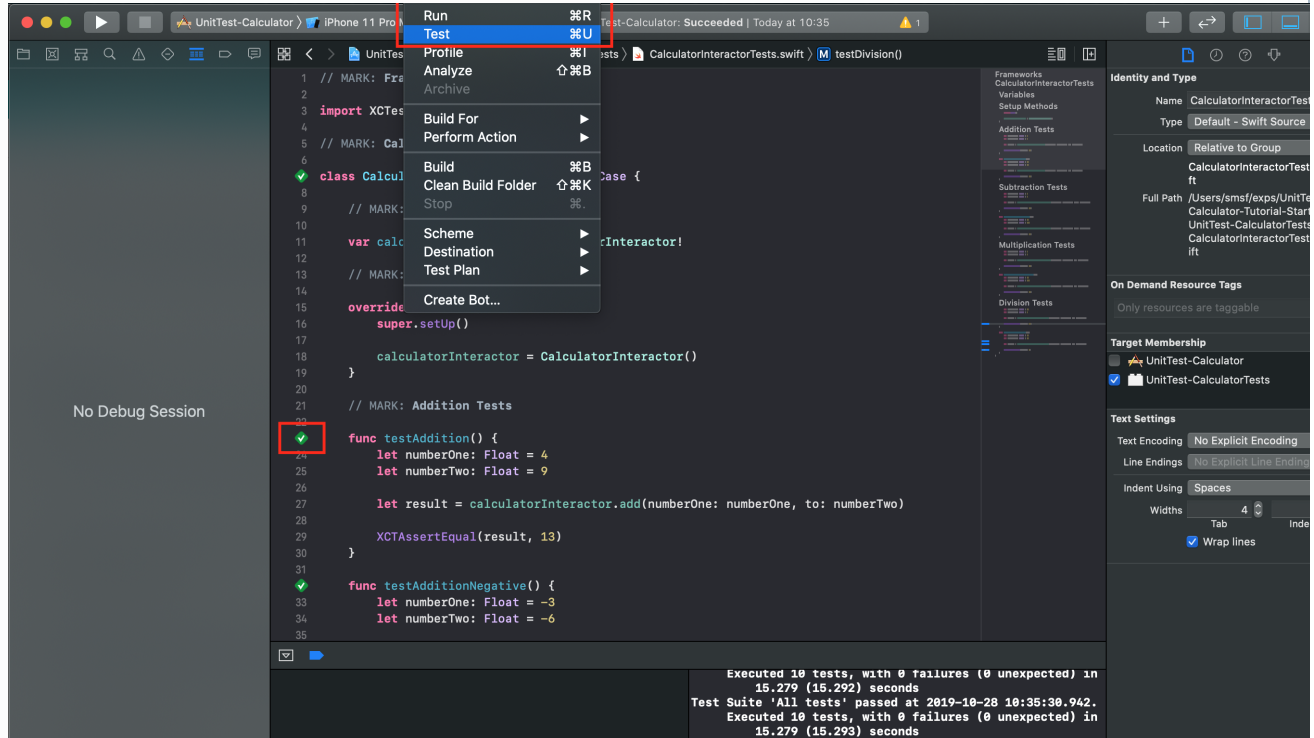 UnitTest-Calculator 〉 iPhone 11 Pro
Test-Calculator: Succeeded | Today at 10:35
1
Run ⌘R
Test ⌘U
Profile ⌘I
Analyze ⇧⌘B
Archive
Build For ▶
Perform Action ▶
Build ⌘B
Clean Build Folder ⇧⌘K
Stop ⌘.
Scheme ▶
Destination ▶
Test Plan ▶
Create Bot...
UnitTes
ests 〉 CalculatorInteractorTests.swift 〉 M testDivision()
1 // MARK: Fra
2
3 import XCTes
4
5 // MARK: Cal
6
class Calcul Case {
8
9 // MARK:
10
11 var calc rInteractor!
12
13 // MARK:
14
15 override
16 super.setUp()
17
18 calculatorInteractor = CalculatorInteractor()
19 }
20
21 // MARK: Addition Tests
22
func testAddition() {
24 let numberOne: Float = 4
25 let numberTwo: Float = 9
26
27 let result = calculatorInteractor.add(numberOne: numberOne, to: numberTwo)
28
29 XCTAssertEqual(result, 13)
30 }
31
func testAdditionNegative() {
33 let numberOne: Float = -3
34 let numberTwo: Float = -6
35
No Debug Session
Frameworks
CalculatorInteractorTests
Variables
Setup Methods
Addition Tests
Subtraction Tests
Multiplication Tests
Division Tests
Identity and Type
Name CalculatorInteractorTest
Type Default - Swift Source
Location Relative to Group
CalculatorInteractorTest
ft
Full Path /Users/smsf/exps/UnitTe
Calculator-Tutorial-Start
UnitTest-CalculatorTests
CalculatorInteractorTest
ift
On Demand Resource Tags
Only resources are taggable
Target Membership
UnitTest-Calculator
UnitTest-CalculatorTests
Text Settings
Text Encoding No Explicit Encoding
Line Endings No Explicit Line Ending
Indent Using Spaces
Widths 4
Tab Inde
Wrap lines
Executed 10 tests, with 0 failures (0 unexpected) in
15.279 (15.292) seconds
Test Suite 'All tests' passed at 2019-10-28 10:35:30.942.
Executed 10 tests, with 0 failures (0 unexpected) in
15.279 (15.293) seconds